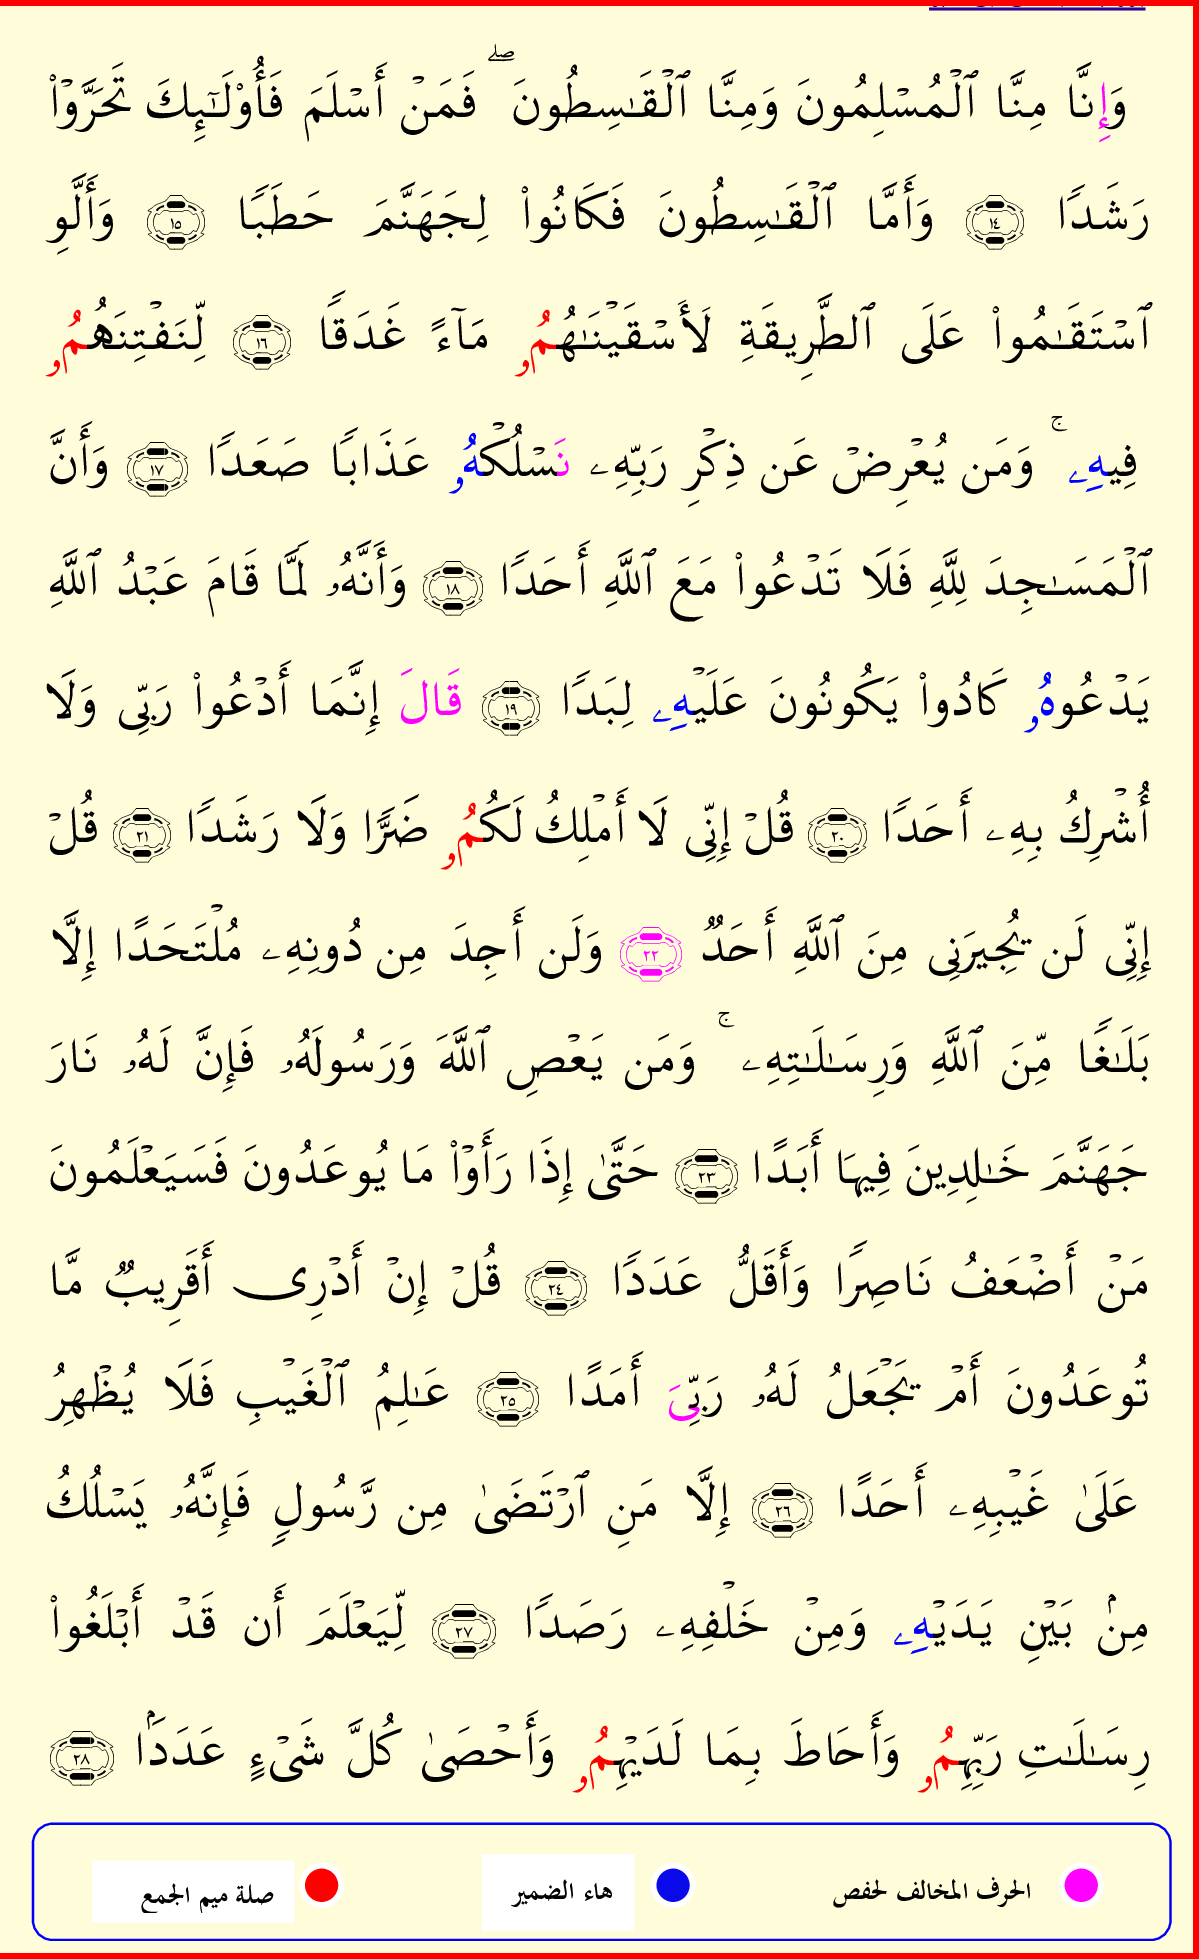 وَإِنَّا مِنَّا ٱلۡمُسۡلِمُونَ وَمِنَّا ٱلۡقَٰسِطُونَۖ فَمَنۡ أَسۡلَمَ فَأُوْلَٰٓئِكَ تَحَرَّوۡاْ
رَشَدٗا ١٤ وَأَمَّا ٱلۡقَٰسِطُونَ فَكَانُواْ لِجَهَنَّمَ حَطَبٗا ١٥ وَأَلَّوِ
ٱسۡتَقَٰمُواْ عَلَى ٱلطَّرِيقَةِ لَأَسۡقَيۡنَٰهُمُۥ مَآءً غَدَقٗا ١٦ لِّنَفۡتِنَهُمُۥ
فِيهِۦۚ وَمَن يُعۡرِضۡ عَن ذِكۡرِ رَبِّهِۦ نَسۡلُكۡهُۥ عَذَابٗا صَعَدٗا ١٧ وَأَنَّ
ٱلۡمَسَٰجِدَ لِلَّهِ فَلَا تَدۡعُواْ مَعَ ٱللَّهِ أَحَدٗا ١٨ وَأَنَّهُۥ لَمَّا قَامَ عَبۡدُ ٱللَّهِ
يَدۡعُوهُۥ كَادُواْ يَكُونُونَ عَلَيۡهِۦ لِبَدٗا ١٩ قَالَ إِنَّمَا أَدۡعُواْ رَبِّي وَلَا
أُشۡرِكُ بِهِۦ أَحَدٗا ٢٠ قُلۡ إِنِّي لَا أَمۡلِكُ لَكُمُۥ ضَرّٗا وَلَا رَشَدٗا ٢١ قُلۡ
إِنِّي لَن يُجِيرَنِي مِنَ ٱللَّهِ أَحَدٞ ٢٢ وَلَن أَجِدَ مِن دُونِهِۦ مُلۡتَحَدًا إِلَّا
بَلَٰغٗا مِّنَ ٱللَّهِ وَرِسَٰلَٰتِهِۦۚ وَمَن يَعۡصِ ٱللَّهَ وَرَسُولَهُۥ فَإِنَّ لَهُۥ نَارَ
جَهَنَّمَ خَٰلِدِينَ فِيهَا أَبَدًا ٢٣ حَتَّىٰ إِذَا رَأَوۡاْ مَا يُوعَدُونَ فَسَيَعۡلَمُونَ
مَنۡ أَضۡعَفُ نَاصِرٗا وَأَقَلُّ عَدَدٗا ٢٤ قُلۡ إِنۡ أَدۡرِي أَقَرِيبٞ مَّا
تُوعَدُونَ أَمۡ يَجۡعَلُ لَهُۥ رَبِّيَ أَمَدًا ٢٥ عَٰلِمُ ٱلۡغَيۡبِ فَلَا يُظۡهِرُ
عَلَىٰ غَيۡبِهِۦ أَحَدًا ٢٦ إِلَّا مَنِ ٱرۡتَضَىٰ مِن رَّسُولٖ فَإِنَّهُۥ يَسۡلُكُ
مِنۢ بَيۡنِ يَدَيۡهِۦ وَمِنۡ خَلۡفِهِۦ رَصَدٗا ٢٧ لِّيَعۡلَمَ أَن قَدۡ أَبۡلَغُواْ
رِسَٰلَٰتِ رَبِّهِمُۥ وَأَحَاطَ بِمَا لَدَيۡهِمُۥ وَأَحۡصَىٰ كُلَّ شَيۡءٍ عَدَدَۢا ٢٨
الحرف المخالف لحفص هاء الضمير صلة ميم الجمع